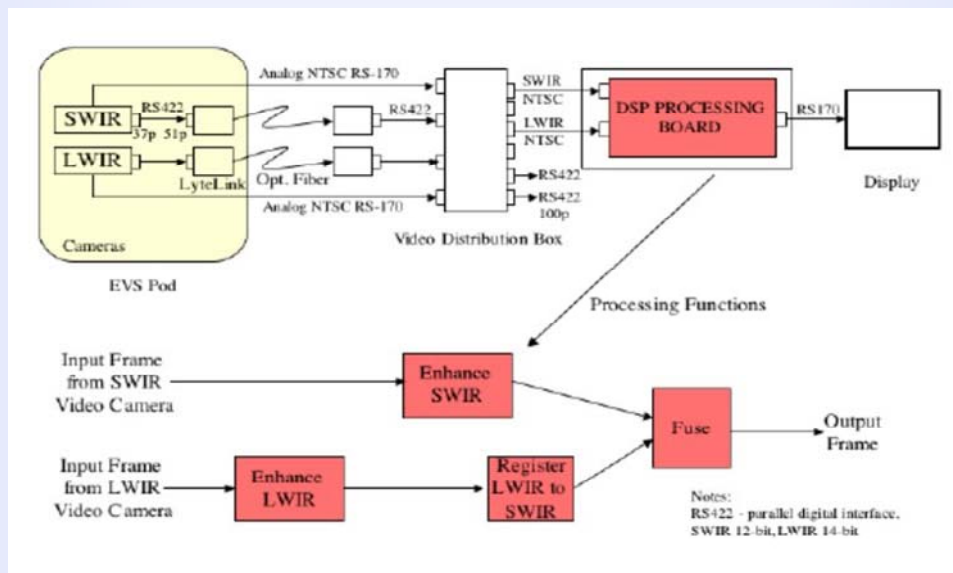 Analog NTSC RS-170
SWIR
RS422
37p 51p
RS422
SWIR
NTSC
LWIR
NTSC
DSP PROCESSING
BOARD
RS170
LWIR
LyteLink
Opt. Fiber
RS422
RS422
100p
Analog NTSC RS-170
Display
Cameras
Video Distribution Box
EVS Pod
Processing Functions
Input Frame
from SWIR
Video Camera
Enhance
SWIR
Fuse
Output
Frame
Input Frame
from LWIR
Video Camera
Enhance
LWIR
Register
LWIR to
SWIR
Notes:
RS422 - parallel digital interface,
SWIR 12-bit, LWIR 14-bit